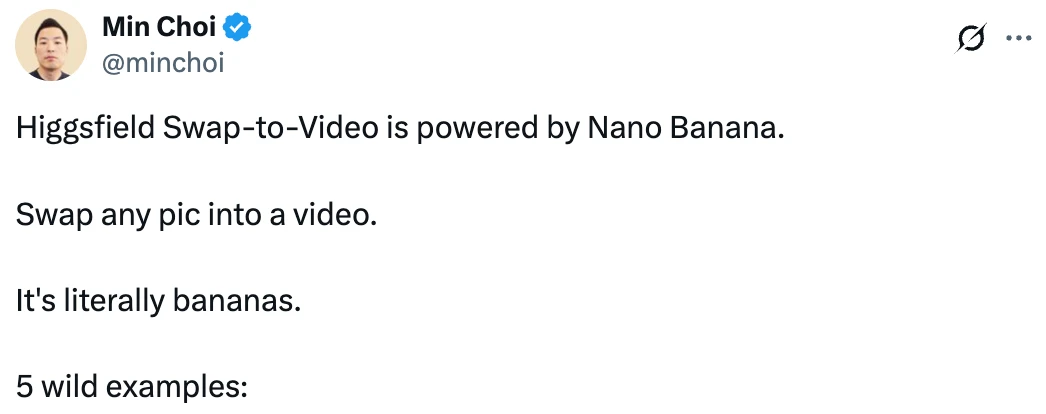 Min Choi
@minchoi
Higgsfield Swap-to-Video is powered by Nano Banana.
Swap any pic into a video.
It's literally bananas.
5 wild examples: